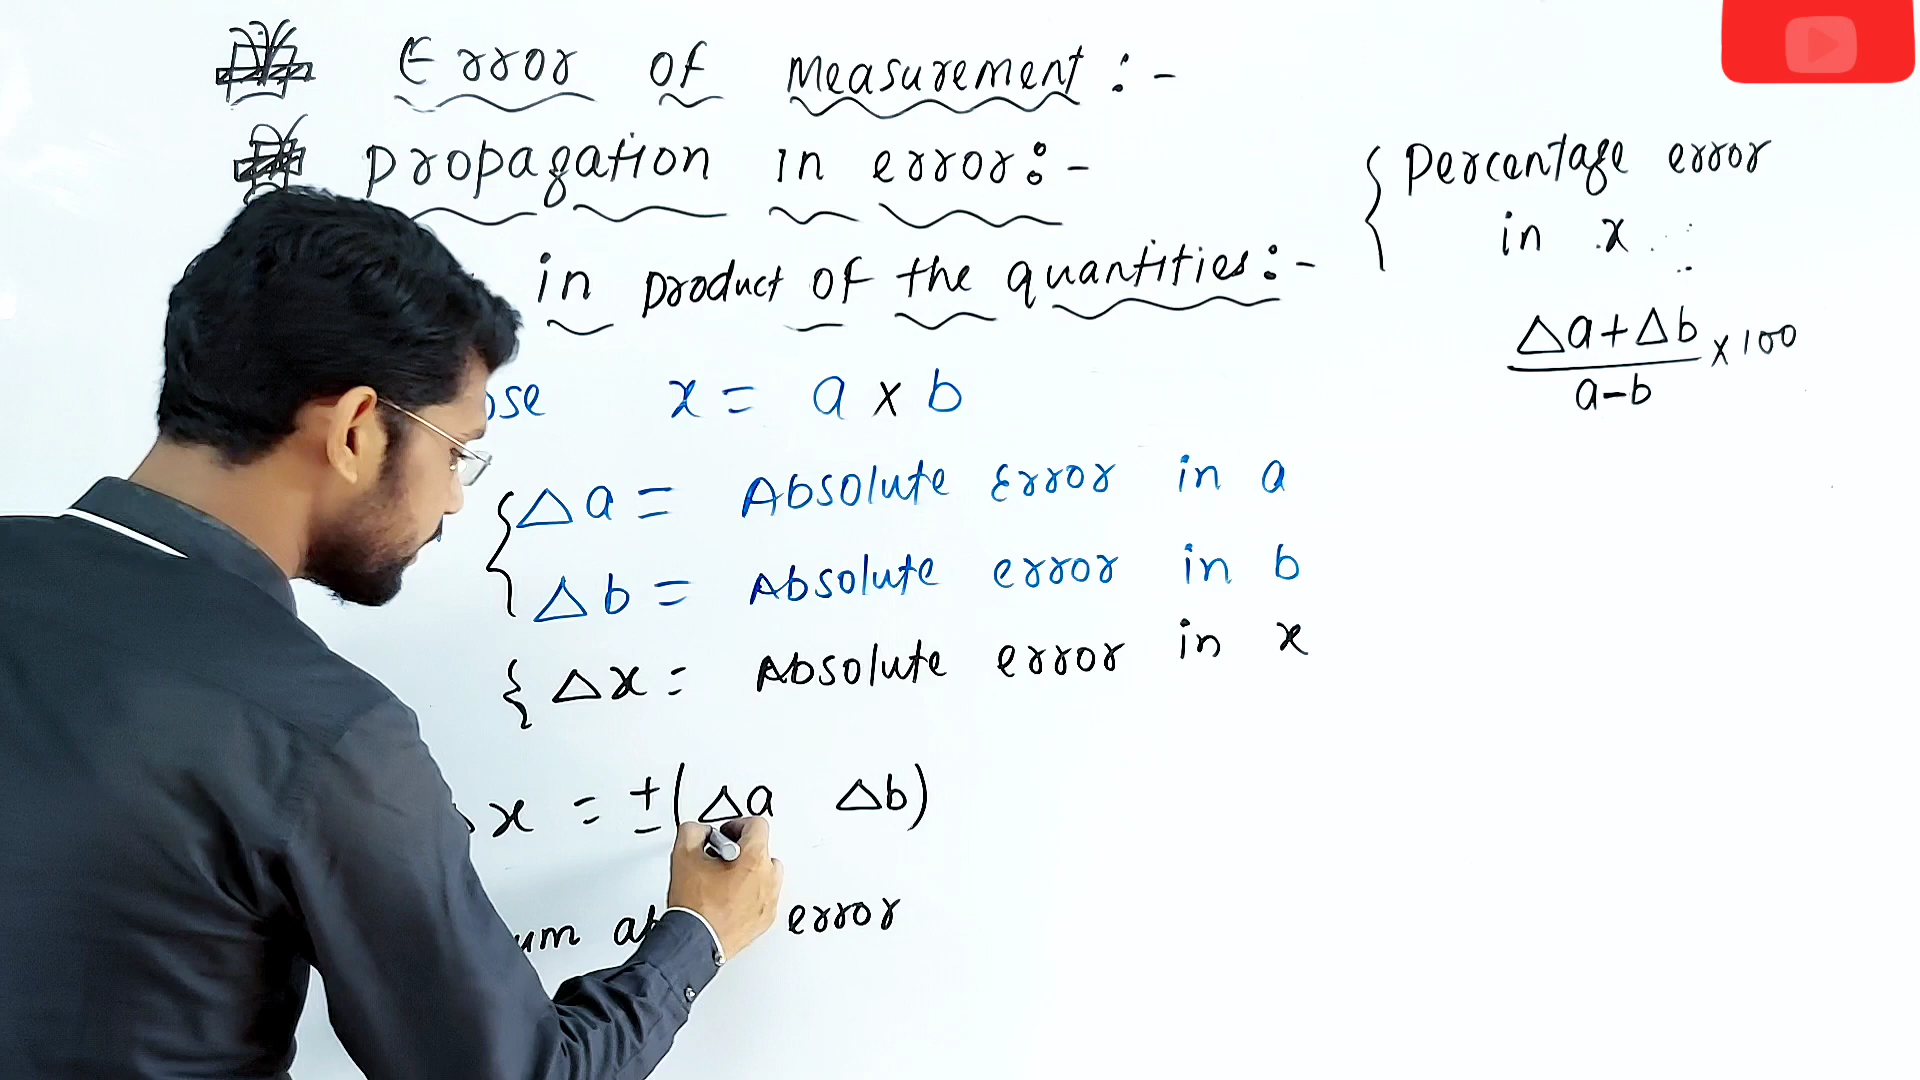 Error of measurement :-
propagation in error :-
in product of the quantities :-
x = a × b
{ Δa = Absolute Error in a
Δb = Absolute error in b
{ Δx = Absolute error in x
x = ±(Δa Δb)
error
{ Percentage error
in x
Δa+Δb
a-b
× 100